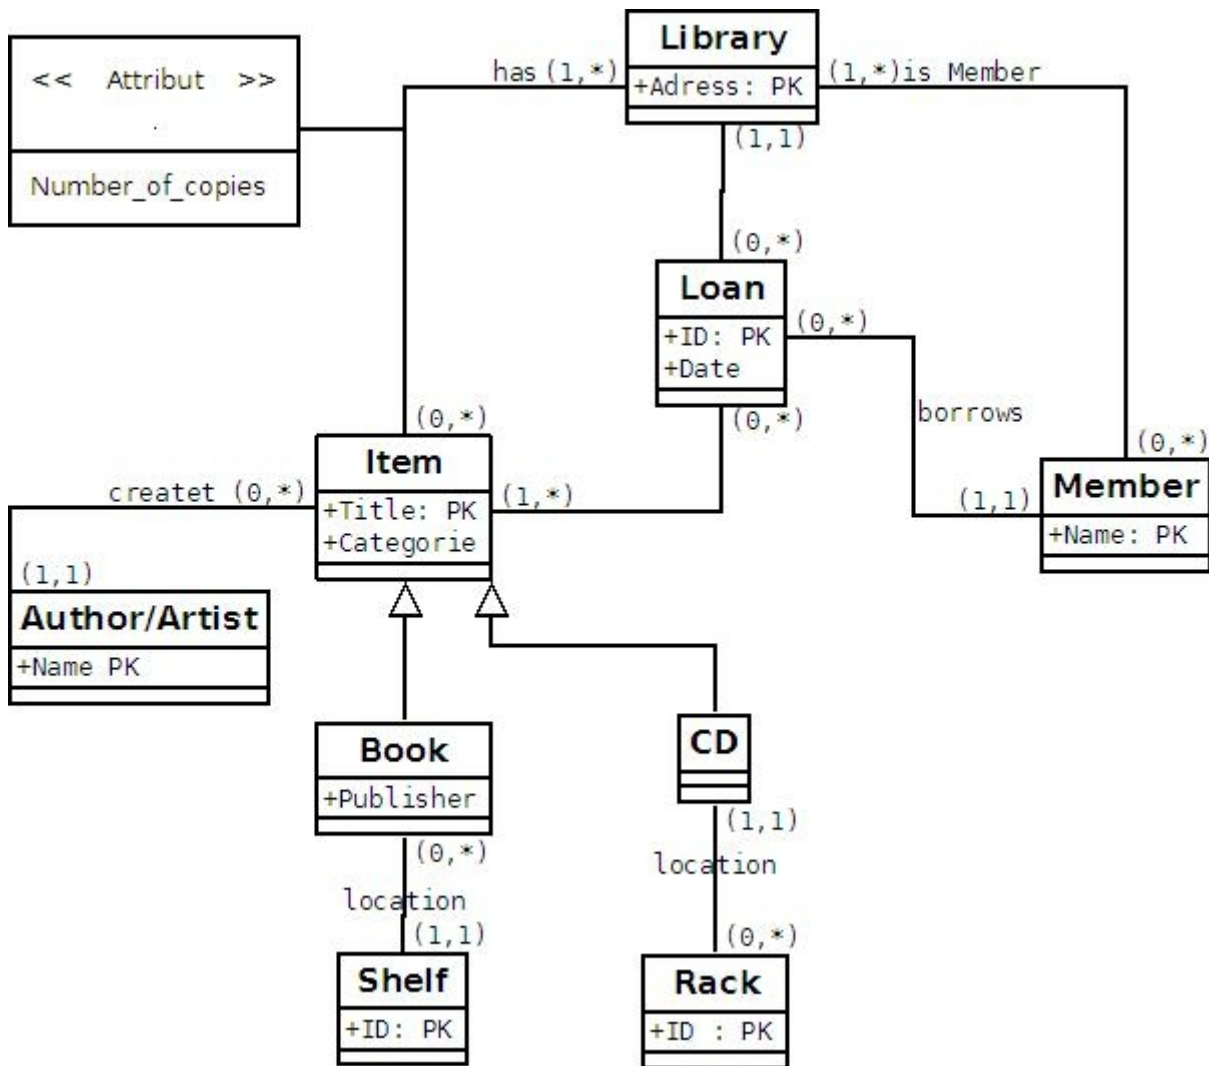 << Attribut >>
.
Number_of_copies
has (1,*)
Library
+Adress: PK
(1,*)is Member
(1,1)
(0,*)
Loan
+ID: PK
+Date
(0,*)
borrows
(0,*)
(0,*)
Member
+Name: PK
(1,1)
(0,*)
Item
+Title: PK
+Categorie
(1,*)
createt (0,*)
(1,1)
Author/Artist
+Name PK
Book
+Publisher
(0,*)
location
(1,1)
Shelf
+ID: PK
CD
(1,1)
location
(0,*)
Rack
+ID : PK